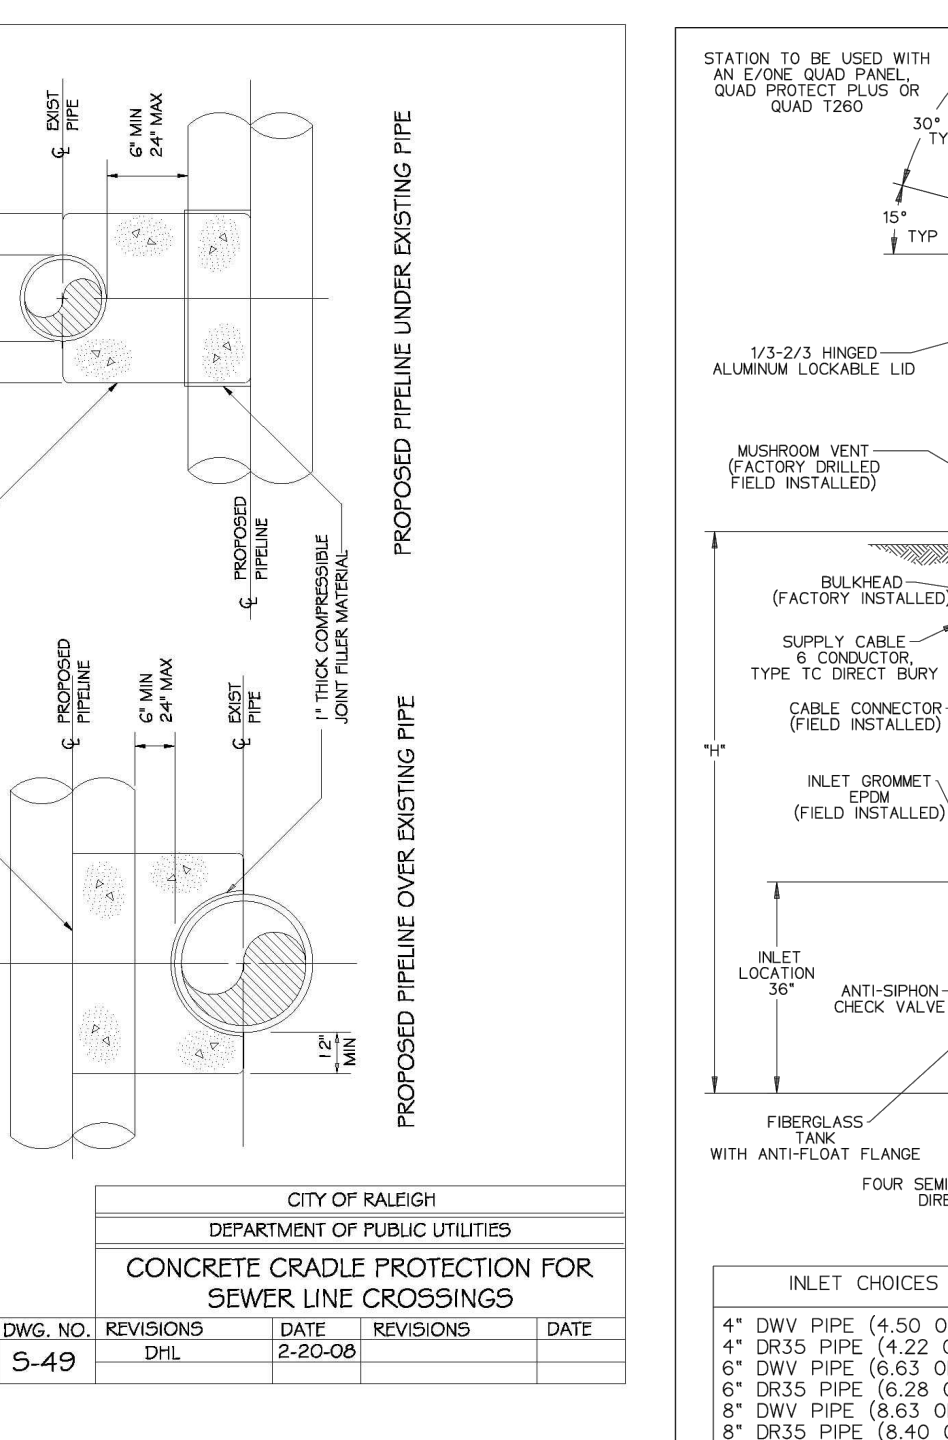 EXIST
PIPE
6" MIN
24" MAX
PROPOSED PIPELINE UNDER EXISTING PIPE
PROPOSED
PIPELINE
1" THICK COMPRESSIBLE
JOINT FILLER MATERIAL
PROPOSED
PIPELINE
6" MIN
24" MAX
EXIST
PIPE
12"
MIN
PROPOSED PIPELINE OVER EXISTING PIPE
CITY OF RALEIGH
DEPARTMENT OF PUBLIC UTILITIES
CONCRETE CRADLE PROTECTION FOR
SEWER LINE CROSSINGS
DWG. NO. REVISIONS DATE REVISIONS DATE
S-49 DHL 2-20-08
STATION TO BE USED WITH
AN E/ONE QUAD PANEL,
QUAD PROTECT PLUS OR
QUAD T260
30°
15°
TYP
1/3-2/3 HINGED
ALUMINUM LOCKABLE LID
MUSHROOM VENT
(FACTORY DRILLED
FIELD INSTALLED)
BULKHEAD
(FACTORY INSTALLED)
SUPPLY CABLE
6 CONDUCTOR,
TYPE TC DIRECT BURY
CABLE CONNECTOR
(FIELD INSTALLED)
"H"
INLET GROMMET
EPDM
(FIELD INSTALLED)
INLET
LOCATION
36"
ANTI-SIPHON
CHECK VALVE
FIBERGLASS
TANK
WITH ANTI-FLOAT FLANGE
FOUR SEMI
DIRE
INLET CHOICES
4" DWV PIPE (4.50 O
4" DR35 PIPE (4.22 O
6" DWV PIPE (6.63 O
6" DR35 PIPE (6.28 O
8" DWV PIPE (8.63 O
8" DR35 PIPE (8.40 O